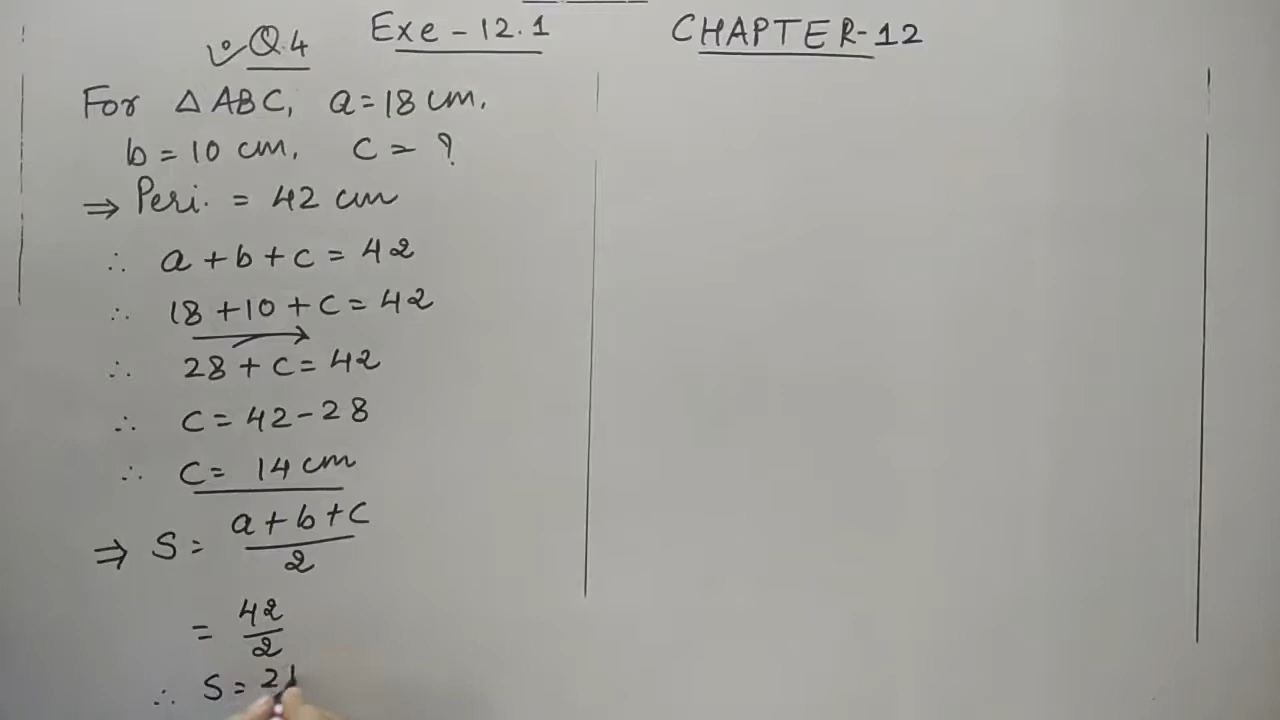 Q.4 Exe - 12.1 CHAPTER-12
For △ ABC, a = 18 cm.
b = 10 cm. c = ?
⇒ Peri. = 42 cm
∴ a + b + c = 42
∴ 18 + 10 + c = 42
∴ 28 + c = 42
∴ c = 42 - 28
∴ c = 14 cm
⇒ S = a + b + c / 2
= 42 / 2
∴ S = 21